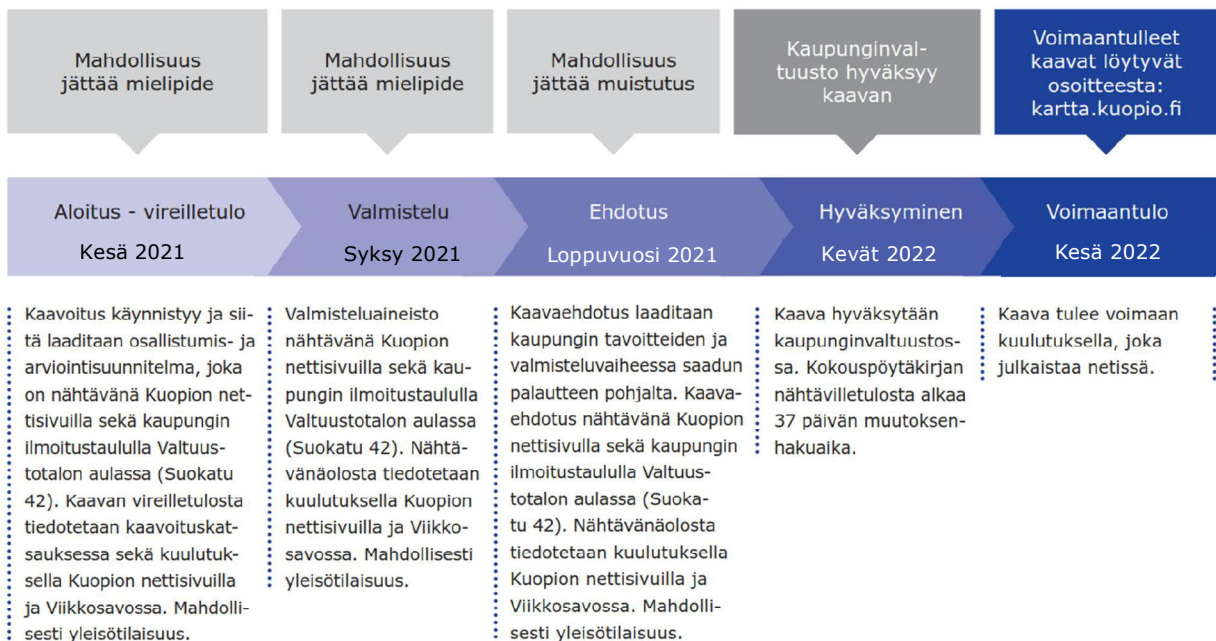 Mahdollisuus
jättää mielipide
Mahdollisuus
jättää mielipide
Mahdollisuus
jättää muistutus
Kaupunginval-
tuusto hyväksyy
kaavan
Voimaantulleet
kaavat löytyvät
osoitteesta:
kartta.kuopio.fi
Aloitus - vireilletulo
Kesä 2021
Valmistelu
Syksy 2021
Ehdotus
Loppuvuosi 2021
Hyväksyminen
Kevät 2022
Voimaantulo
Kesä 2022
Kaavoitus käynnistyy ja sii-
tä laaditaan osallistumis- ja
arviointisuunnitelma, joka
on nähtävänä Kuopion net-
tisivuilla sekä kaupungin
ilmoitustaululla Valtuus-
totalon aulassa (Suokatu
42). Kaavan vireilletulosta
tiedotetaan kaavoituskat-
sauksessa sekä kuulutuk-
sella Kuopion nettisivuilla
ja Viikkosavossa. Mahdolli-
sesti yleisötilaisuus.
Valmisteluaineisto
nähtävänä Kuopion
nettisivuilla sekä kau-
pungin ilmoitustaululla
Valtuustotalon aulassa
(Suokatu 42). Nähtä-
vänäolosta tiedotetaan
kuulutuksella Kuopion
nettisivuilla ja Viikko-
savossa. Mahdollisesti
yleisötilaisuus.
Kaavaehdotus laaditaan
kaupungin tavoitteiden ja
valmisteluvaiheessa saadun
palautteen pohjalta. Kaava-
ehdotus nähtävänä Kuopion
nettisivulla sekä kaupungin
ilmoitustaululla Valtuus-
totalon aulassa (Suoka-
tu 42). Nähtävänäolosta
tiedotetaan kuulutuksella
Kuopion nettisivuilla ja
Viikkosavossa. Mahdolli-
sesti yleisötilaisuus.
Kaava hyväksytään
kaupunginvaltuustos-
sa. Kokouspöytäkirjan
nähtävilletulosta alkaa
37 päivän muutoksen-
hakuaika.
Kaava tulee voimaan
kuulutuksella, joka
julkaistaa netissä.